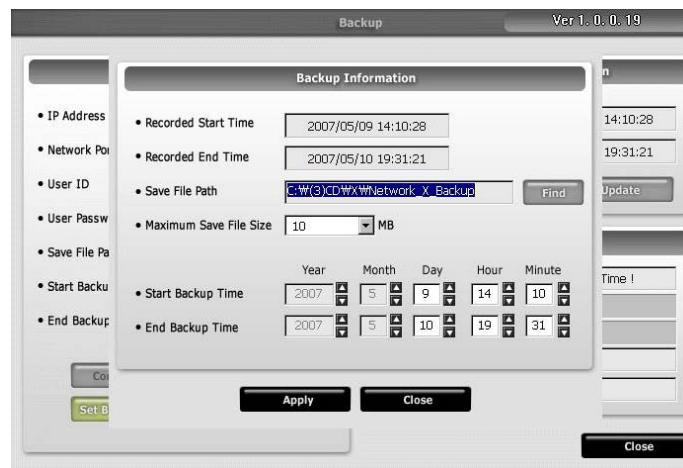 Backup
Ver 1. 0. 0. 19
Backup Information
• IP Address
• Network Por
• User ID
• User Passw
• Save File Pa
• Start Backu
• End Backup
Set B
• Recorded Start Time 2007/05/09 14:10:28
• Recorded End Time 2007/05/10 19:31:21
• Save File Path C:₩(3)CD₩X₩Network_X_Backup Find
• Maximum Save File Size 10 MB
Year Month Day Hour Minute
• Start Backup Time 2007 5 9 14 10
• End Backup Time 2007 5 10 19 31
Apply Close
14:10:28
19:31:21
Update
Time !
Close